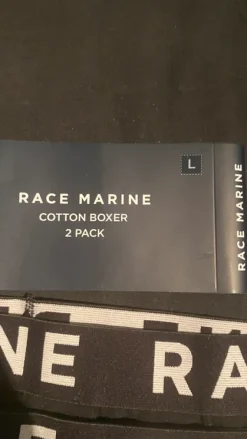 L
RACE MARINE
COTTON BOXER
2 PACK
RACE MARINE
NE RA